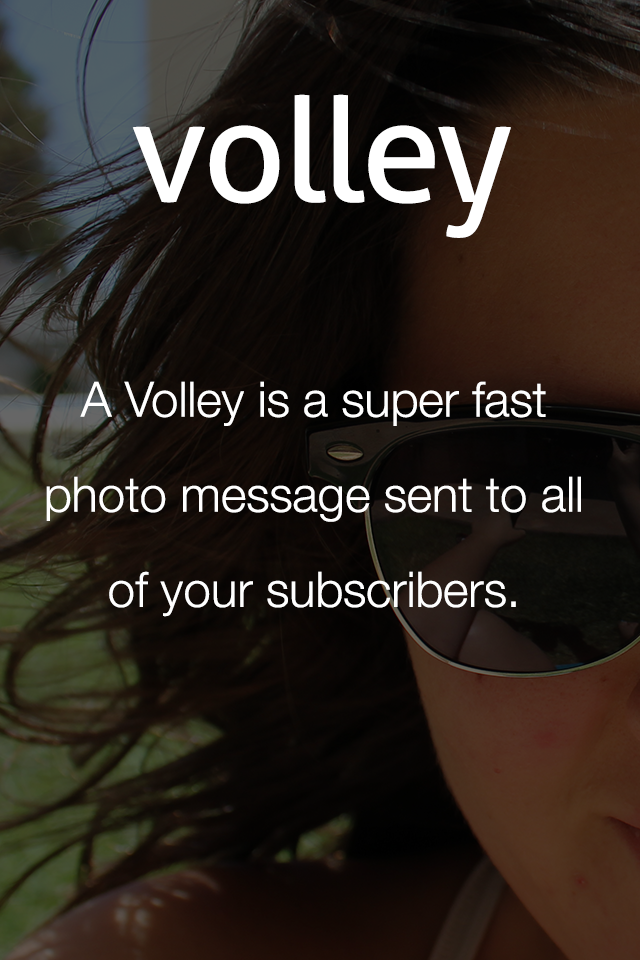 volley
A Volley is a super fast
photo message sent to all
of your subscribers.